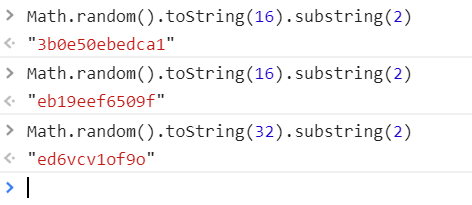 > Math.random().toString(16).substring(2)
< "3b0e50ebedca1"
> Math.random().toString(16).substring(2)
< "eb19eef6509f"
> Math.random().toString(32).substring(2)
< "ed6vcv1of9o"
>